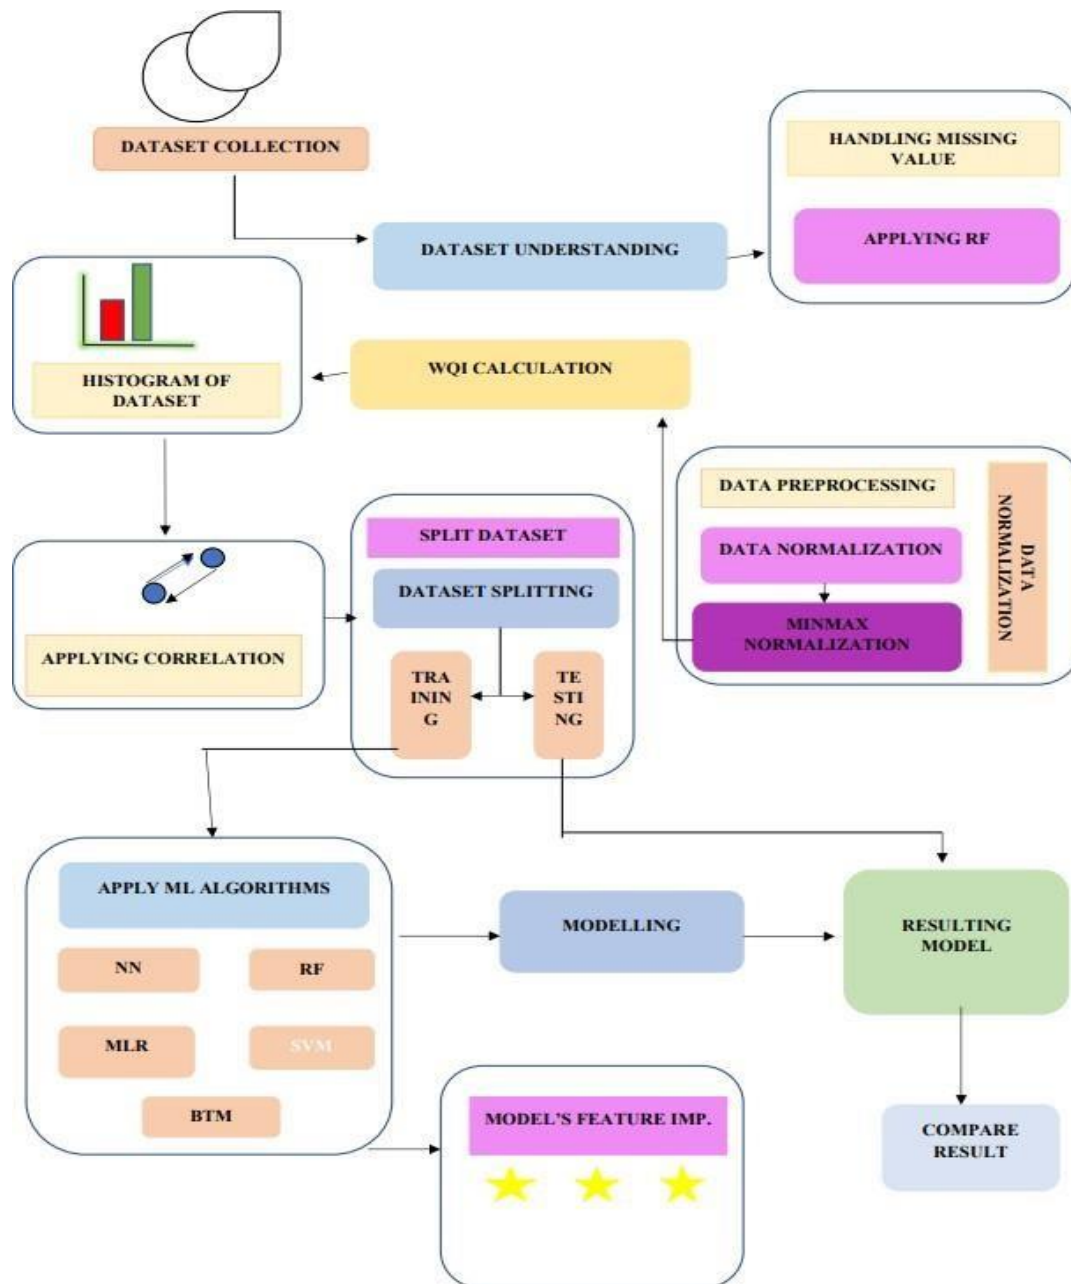 DATASET COLLECTION
HANDLING MISSING
VALUE
APPLYING RF
DATASET UNDERSTANDING
WQI CALCULATION
HISTOGRAM OF
DATASET
DATA PREPROCESSING
DATA NORMALIZATION
MINMAX
NORMALIZATION
DATA
NORMALIZATION
SPLIT DATASET
DATASET SPLITTING
TRA
ININ
G
TE
STI
NG
APPLYING CORRELATION
APPLY ML ALGORITHMS
NN
RF
MLR
SVM
BTM
MODELLING
RESULTING
MODEL
MODEL’S FEATURE IMP.
COMPARE
RESULT